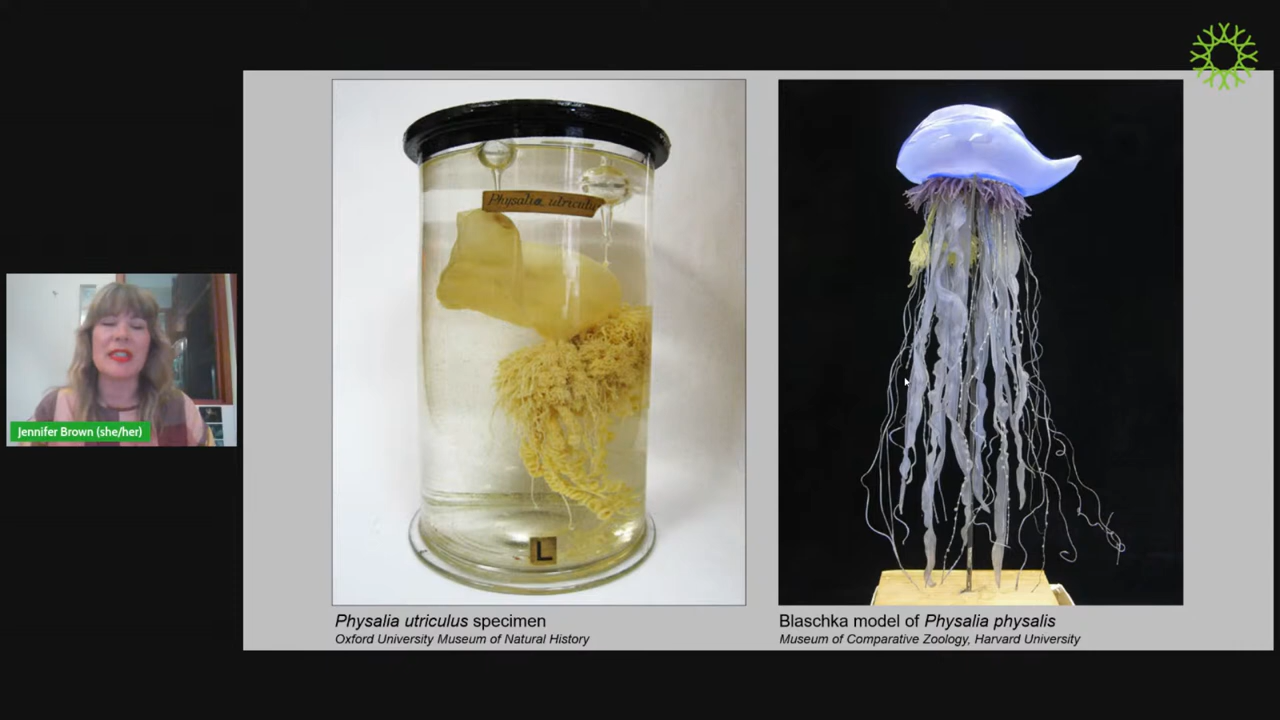 Physalia utriculu
L
Jennifer Brown (she/her)
Physalia utriculus specimen
Oxford University Museum of Natural History
Blaschka model of Physalia physalis
Museum of Comparative Zoology, Harvard University